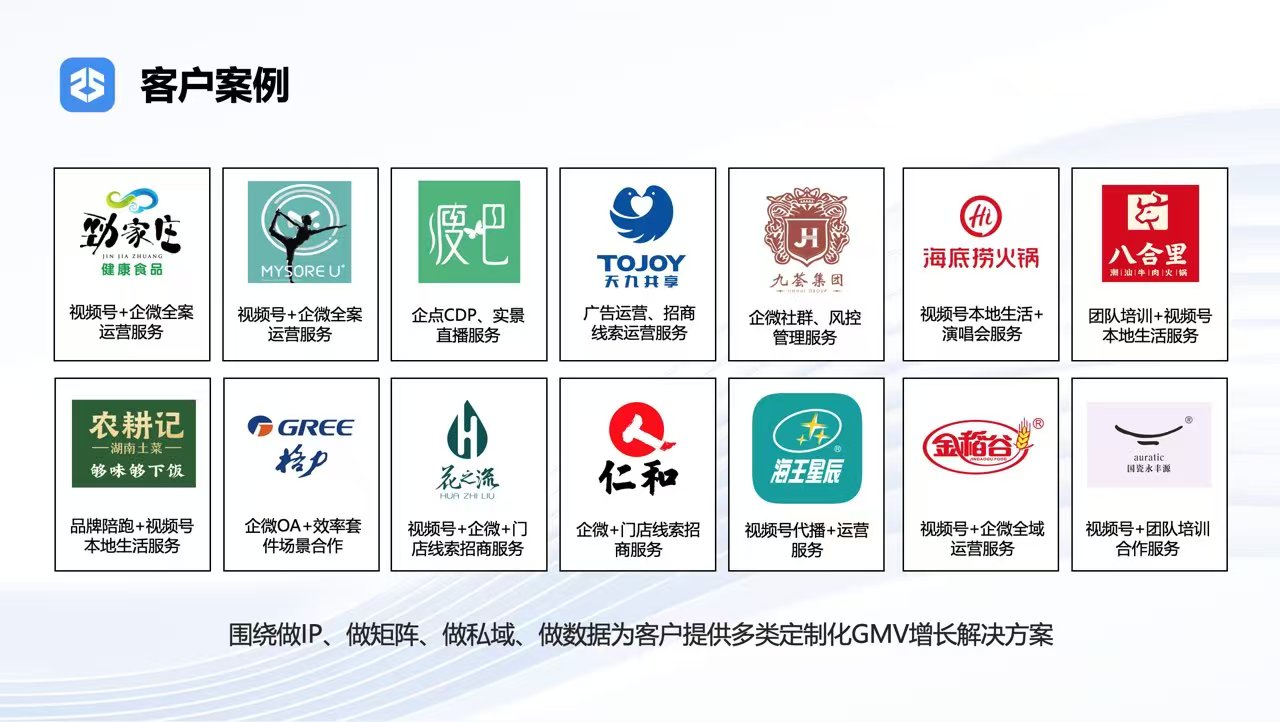 客户案例
劲家庄
JIN JIA ZHUANG
健康食品
视频号+企微全案
运营服务
MYSORE U+
视频号+企微全案
运营服务
瘦吧
企点CDP、实景
直播服务
TOJOY
天九共享
广告运营、招商
线索运营服务
JH
九荟集团
JIUHUI GROUP
企微社群、风控
管理服务
Hi
海底捞火锅
视频号本地生活+
演唱会服务
八合里
潮汕牛肉火锅
团队培训+视频号
本地生活服务
农耕记
湖南土菜
够味够下饭
品牌陪跑+视频号
本地生活服务
GREE
格力
企微OA+效率套
件场景合作
花之流
HUA ZHI LIU
视频号+企微+门
店线索招商服务
仁和
企微+门店线索招
商服务
海王星辰®
视频号代播+运营
服务
金稻谷®
JINDAOGU FOOD
视频号+企微全域
运营服务
®
auratic
国瓷永丰源
视频号+团队培训
合作服务
围绕做IP、做矩阵、做私域、做数据为客户提供多类定制化GMV增长解决方案